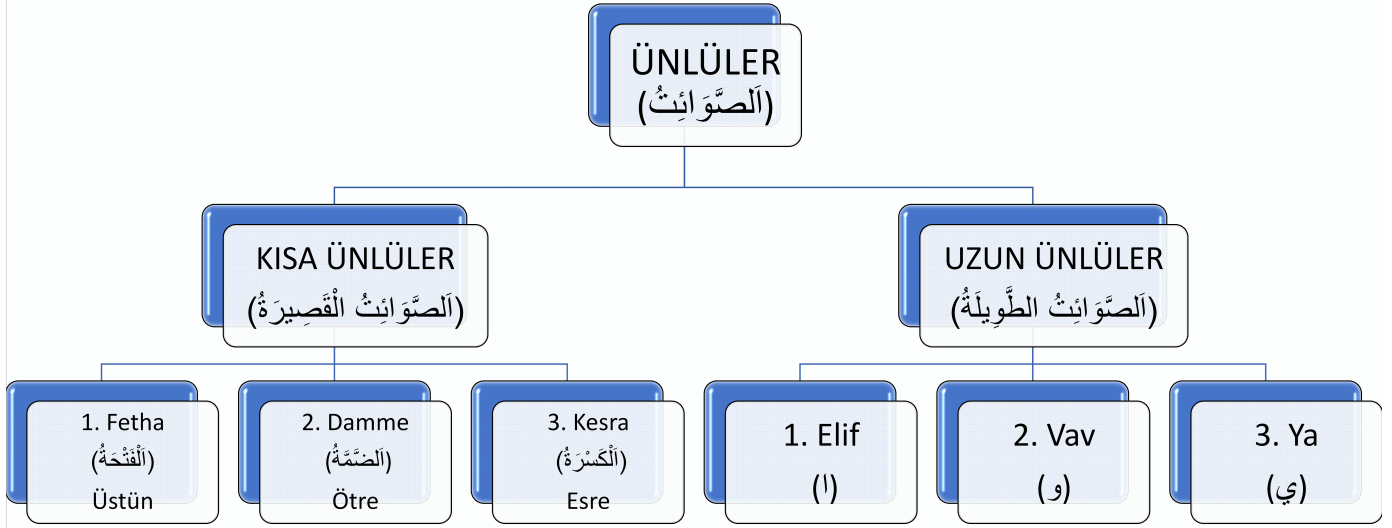 ÜNLÜLER
(اَلصَّوَائِتُ)
KISA ÜNLÜLER
(اَلصَّوَائِتُ الْقَصِيرَةُ)
UZUN ÜNLÜLER
(اَلصَّوَائِتُ الطَّوِيلَةُ)
1. Fetha
(اَلْفَتْحَةُ)
Üstün
2. Damme
(اَلضَّمَّةُ)
Ötre
3. Kesra
(اَلْكَسْرَةُ)
Esre
1. Elif
(ا)
2. Vav
(و)
3. Ya
(ي)